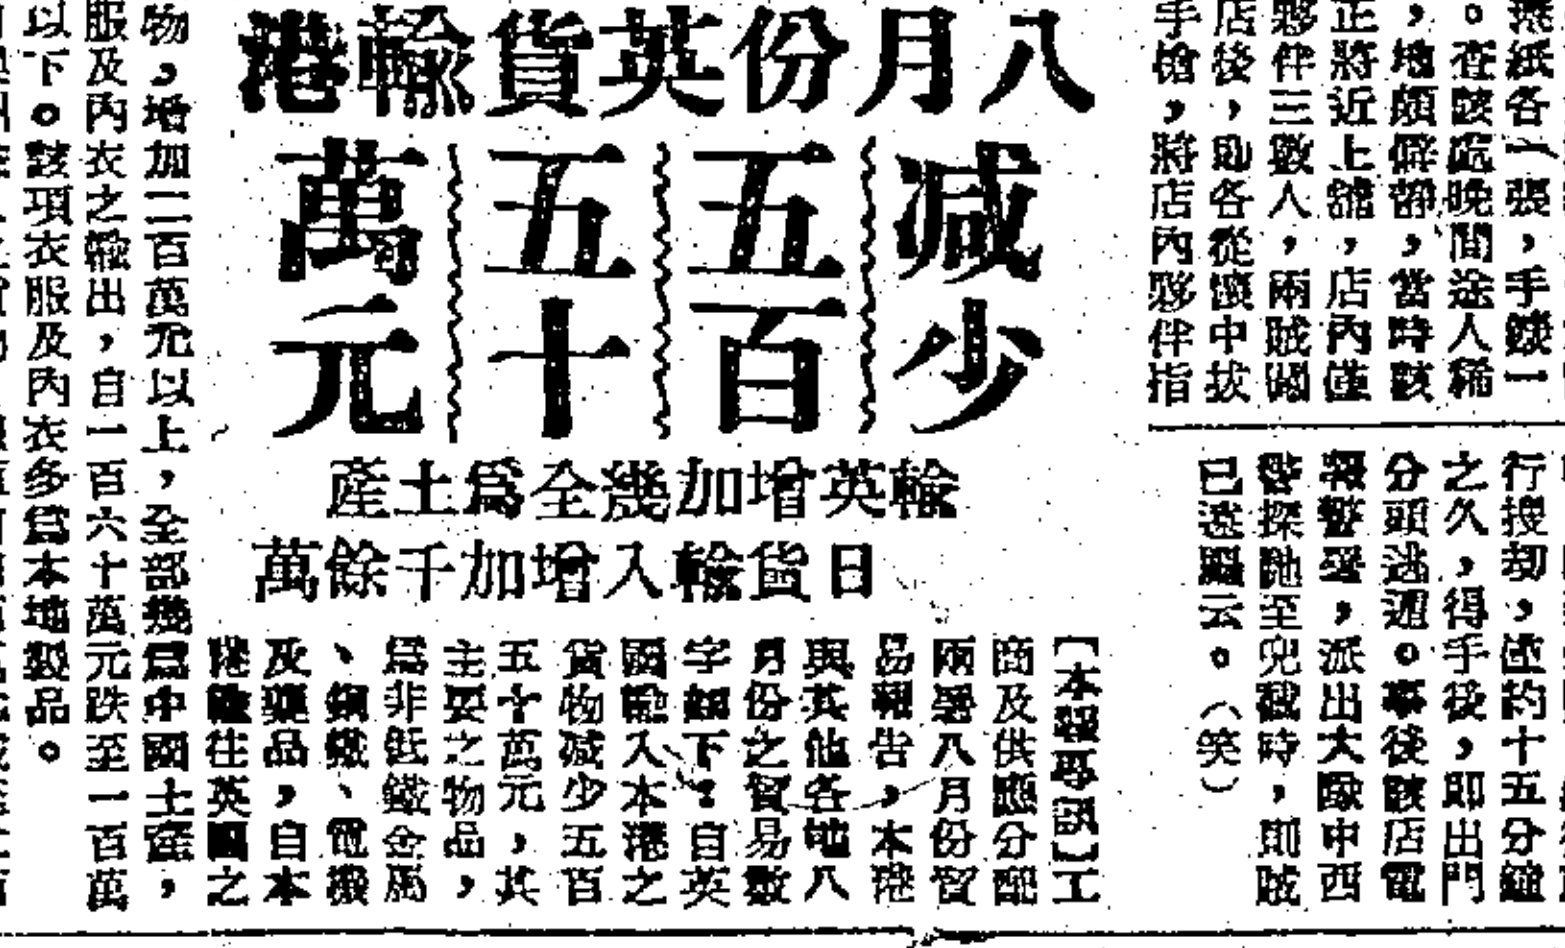 港紙各一張,手鐐一
。查該處晚間途人稀
,地頗僻靜,當時該
正將近上舖,店內僅
夥伴三數人,兩賊闖
店後,即各從懷中拔
手槍,將店內夥伴指
行搜刧,歷約十五分鐘
之久,得手後,即出門
分頭逃遁。事後該店電
報警署,派出大隊中西
警探馳至兜截時,則賊
已遠颺云。(笑)
八月份英貨輸港
減少五百五十萬元
輸英增加幾全爲土產
日貨輸入增加千餘萬
【本報專訊】工
商及供應分配
兩署八月份貿
易報告,本港
與其他各地八
月份之貿易數
字如下:自英
國輸入本港之
貨物減少五百
五十萬元,其
主要之物品,
爲非低鐵金屬
、鋼鐵、電機
及藥品,自本
港輸往英國之
物,增加二百萬元以上,全部幾爲中國土產,
服及內衣之輸出,自一百六十萬元跌至一百萬
以下。該項衣服及內衣多爲本地製品。